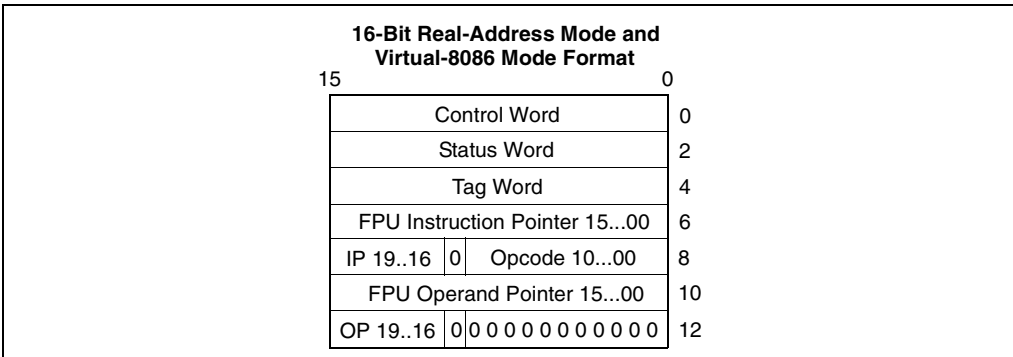 16-Bit Real-Address Mode and
Virtual-8086 Mode Format
15 0
Control Word 0
Status Word 2
Tag Word 4
FPU Instruction Pointer 15...00 6
IP 19..16 0 Opcode 10...00 8
FPU Operand Pointer 15...00 10
OP 19..16 0 0 0 0 0 0 0 0 0 0 0 0 12